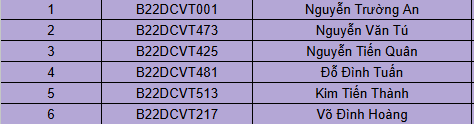 1 B22DCVT001 Nguyễn Trường An
2 B22DCVT473 Nguyễn Văn Tú
3 B22DCVT425 Nguyễn Tiến Quân
4 B22DCVT481 Đỗ Đình Tuấn
5 B22DCVT513 Kim Tiến Thành
6 B22DCVT217 Võ Đình Hoàng